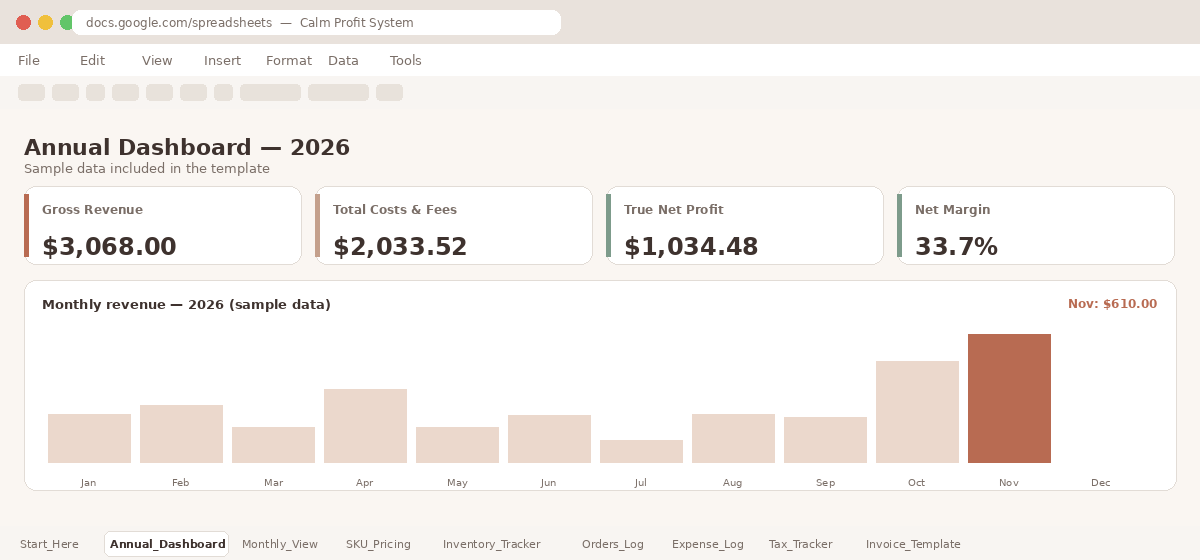 docs.google.com/spreadsheets — Calm Profit System
File Edit View Insert Format Data Tools
Annual Dashboard — 2026
Sample data included in the template
Gross Revenue
$3,068.00
Total Costs & Fees
$2,033.52
True Net Profit
$1,034.48
Net Margin
33.7%
Monthly revenue — 2026 (sample data)
Nov: $610.00
Jan Feb Mar Apr May Jun Jul Aug Sep Oct Nov Dec
Start_Here Annual_Dashboard Monthly_View SKU_Pricing Inventory_Tracker Orders_Log Expense_Log Tax_Tracker Invoice_Template